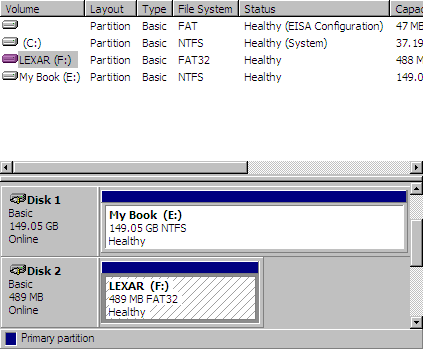 Volume Layout Type File System Status Capac
Partition Basic FAT Healthy (EISA Configuration) 47 MB
(C:) Partition Basic NTFS Healthy (System) 37.19
LEXAR (F:) Partition Basic FAT32 Healthy 488 M
My Book (E:) Partition Basic NTFS Healthy 149.0
Disk 1
Basic
149.05 GB
Online
My Book (E:)
149.05 GB NTFS
Healthy
Disk 2
Basic
489 MB
Online
LEXAR (F:)
489 MB FAT32
Healthy
Primary partition